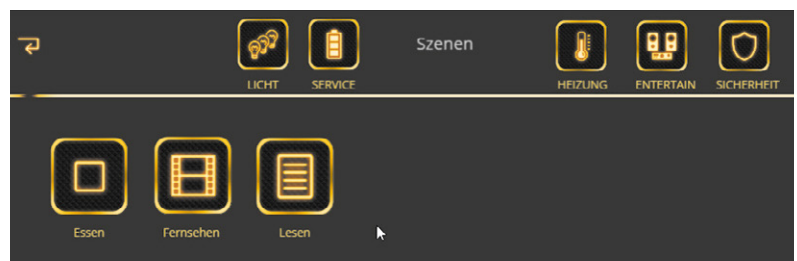 Szenen
LICHT SERVICE HEIZUNG ENTERTAIN SICHERHEIT
Essen Fernsehen Lesen